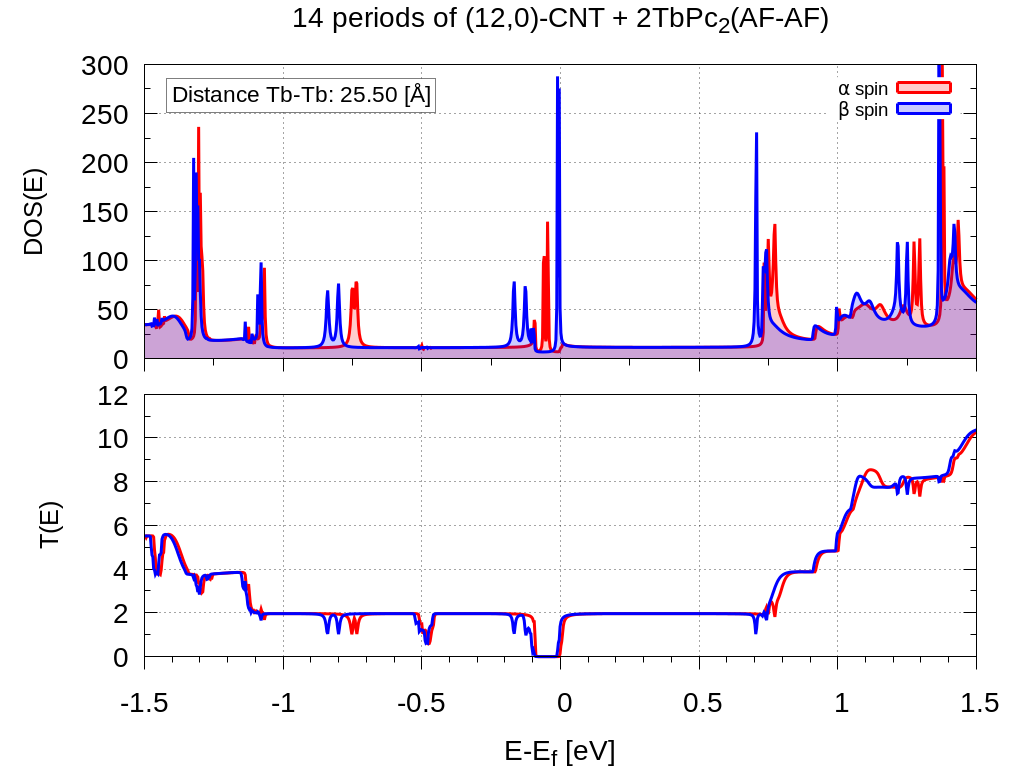 14 periods of (12,0)-CNT + 2TbPc₂(AF-AF)
Distance Tb-Tb: 25.50 [Å]
α spin
β spin
DOS(E)
300
250
200
150
100
50
0
T(E)
12
10
8
6
4
2
0
-1.5 -1 -0.5 0 0.5 1 1.5
E-E_f [eV]